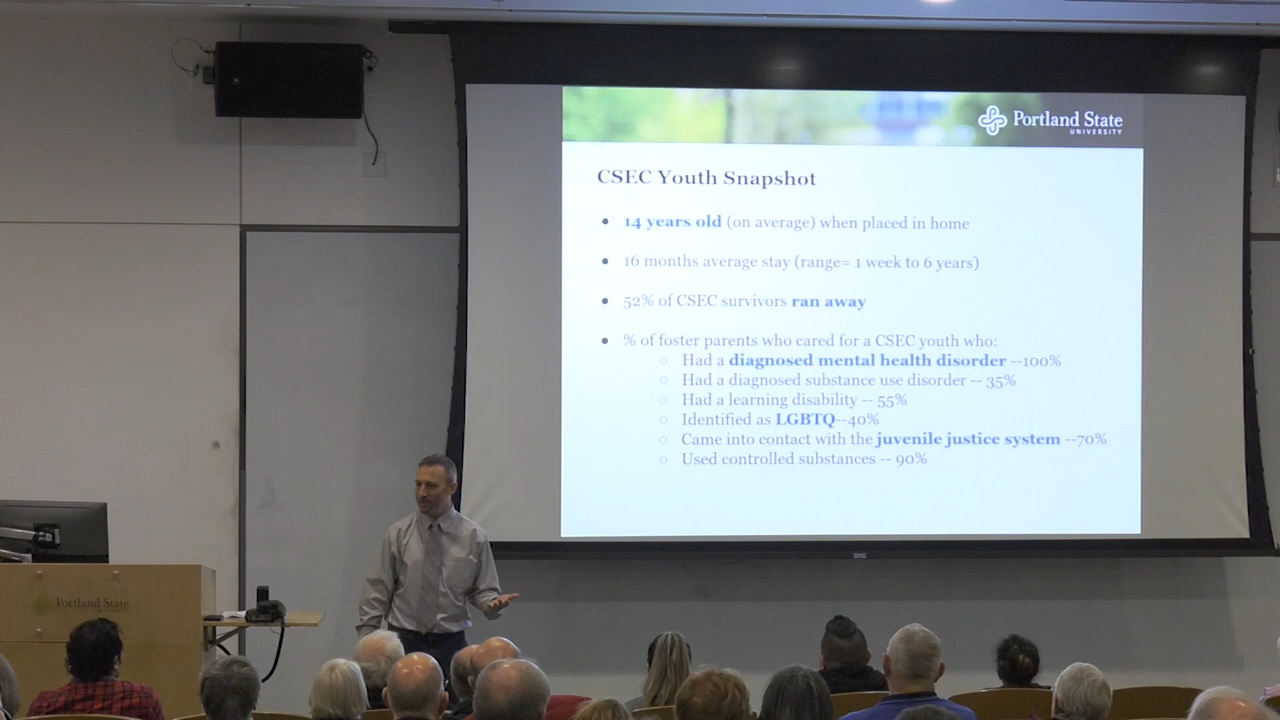 Portland State
UNIVERSITY
CSEC Youth Snapshot
14 years old (on average) when placed in home
16 months average stay (range= 1 week to 6 years)
52% of CSEC survivors ran away
% of foster parents who cared for a CSEC youth who:
Had a diagnosed mental health disorder --100%
Had a diagnosed substance use disorder -- 35%
Had a learning disability -- 55%
Identified as LGBTQ--40%
Came into contact with the juvenile justice system --70%
Used controlled substances -- 90%
Portland State
UNIVERSITY